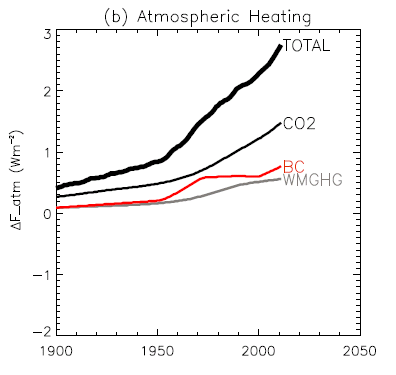 (b) Atmospheric Heating
3
TOTAL
2
CO2
1
BC
WMGHG
0
-1
-2
ΔF_atm (Wm⁻²)
1900 1950 2000 2050